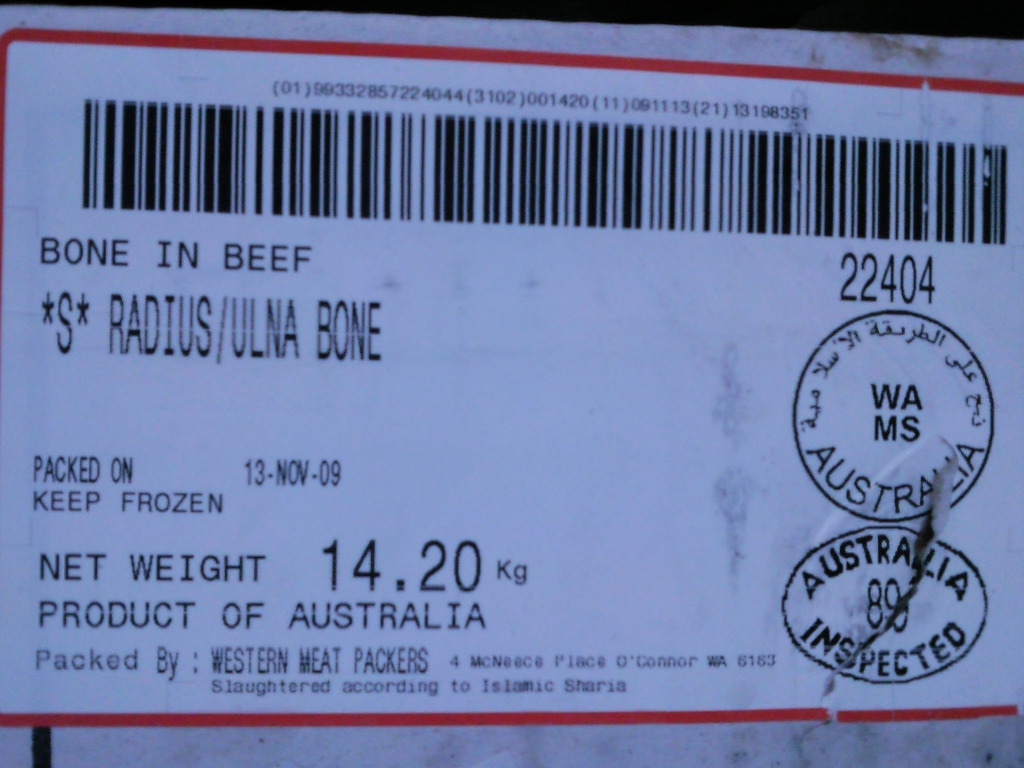 (01)99332857224044(3102)001420(11)091113(21)13198351
BONE IN BEEF
22404
*S* RADIUS/ULNA BONE
على الطريقة الاسلامية
WA
MS
AUSTRALIA
PACKED ON 13-NOV-09
KEEP FROZEN
NET WEIGHT 14.20 Kg
PRODUCT OF AUSTRALIA
AUSTRALIA
89
INSPECTED
Packed By : WESTERN MEAT PACKERS 4 McNeece Place O'Connor WA 6163
Slaughtered according to Islamic Sharia